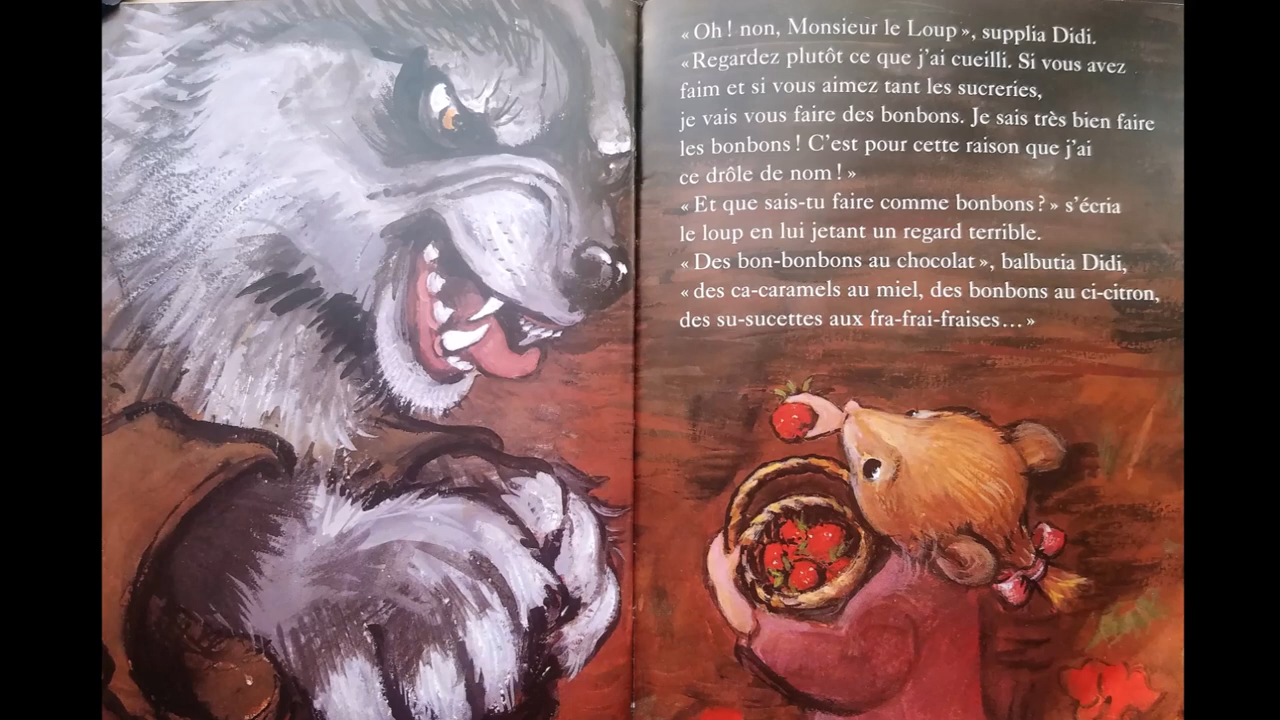 « Oh ! non, Monsieur le Loup », supplia Didi.
« Regardez plutôt ce que j'ai cueilli. Si vous avez
faim et si vous aimez tant les sucreries,
je vais vous faire des bonbons. Je sais très bien faire
les bonbons ! C'est pour cette raison que j'ai
ce drôle de nom ! »
« Et que sais-tu faire comme bonbons ? » s'écria
le loup en lui jetant un regard terrible.
« Des bon-bonbons au chocolat », balbutia Didi,
« des ca-caramels au miel, des bonbons au ci-citron,
des su-sucettes aux fra-frai-fraises... »